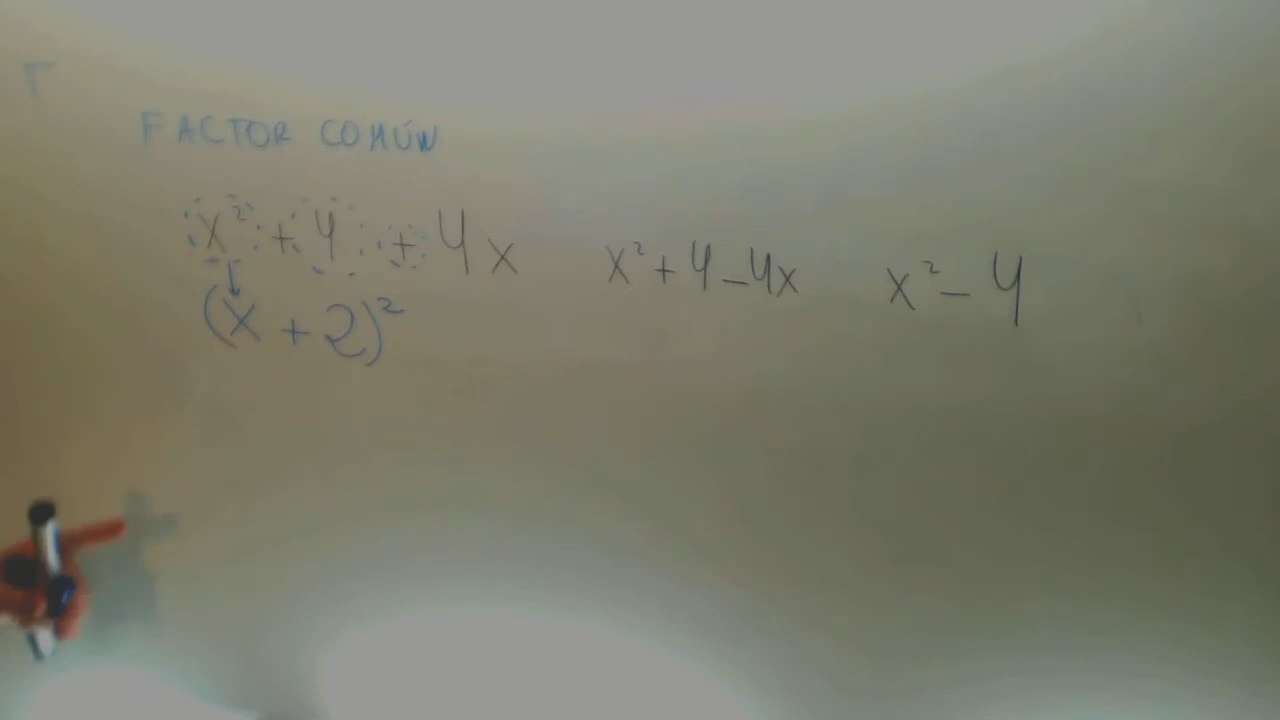 FACTOR COMÚN
x² + 4 + 4x x² + 4 - 4x x² - 4
(x + 2)²